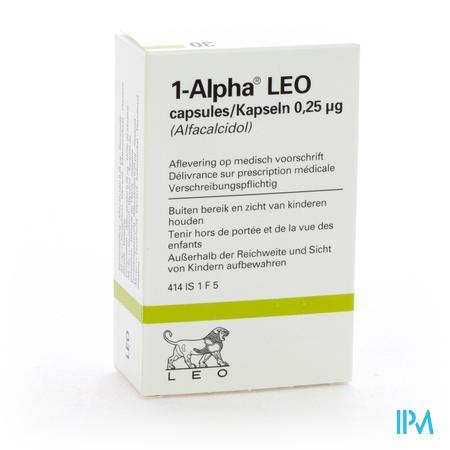 30
1-Alpha® LEO
capsules/Kapseln 0,25 µg
(Alfacalcidol)
Aflevering op medisch voorschrift
Délivrance sur prescription médicale
Verschreibungspflichtig
Buiten bereik en zicht van kinderen
houden
Tenir hors de portée et de la vue des
enfants
Außerhalb der Reichweite und Sicht
von Kindern aufbewahren
414 IS 1 F 5
LEO
IPM